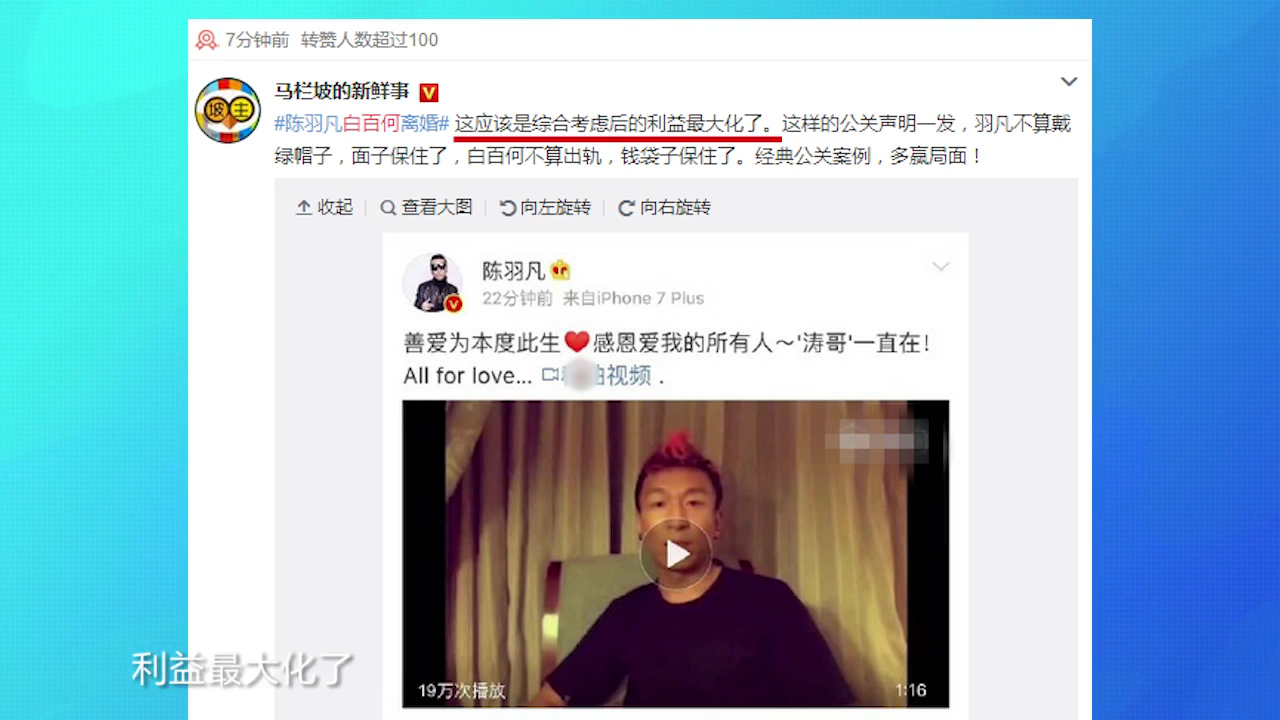 7分钟前 转赞人数超过100
坡主
马栏坡的新鲜事 V
#陈羽凡白百何离婚# 这应该是综合考虑后的利益最大化了。这样的公关声明一发，羽凡不算戴
绿帽子，面子保住了，白百何不算出轨，钱袋子保住了。经典公关案例，多赢局面！
收起 查看大图 向左旋转 向右旋转
陈羽凡
22分钟前 来自iPhone 7 Plus
善爱为本度此生❤感恩爱我的所有人～'涛哥'一直在!
All for love... 视频 .
19万次播放 1:16
利益最大化了